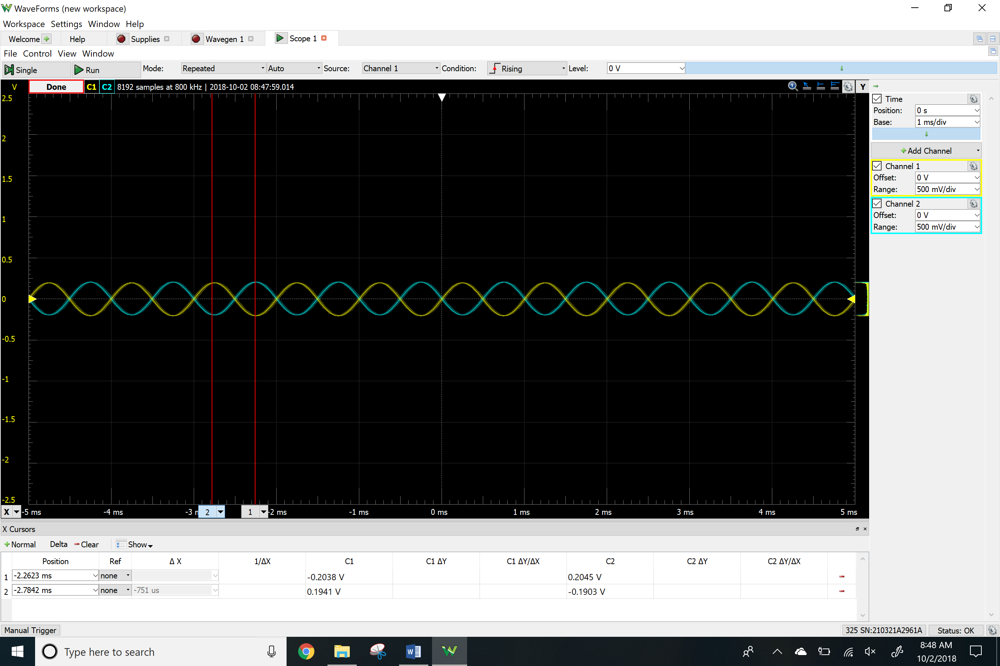 WaveForms (new workspace)
Workspace Settings Window Help
Welcome Help Supplies Wavegen 1 Scope 1
File Control View Window
Single Run Mode: Repeated Auto Source: Channel 1 Condition: Rising Level: 0 V
V Done C1 C2 8192 samples at 800 kHz | 2018-10-02 08:47:59.014 Y
2.5
2
1.5
1
0.5
0
-0.5
-1
-1.5
-2
-2.5
X -5 ms -4 ms -3 m 2 1 -2 ms -1 ms 0 ms 1 ms 2 ms 3 ms 4 ms 5 ms
Time
Position: 0 s
Base: 1 ms/div
Add Channel
Channel 1
Offset: 0 V
Range: 500 mV/div
Channel 2
Offset: 0 V
Range: 500 mV/div
X Cursors
Normal Delta Clear Show
Position Ref Δ X 1/ΔX C1 C1 ΔY C1 ΔY/ΔX C2 C2 ΔY C2 ΔY/ΔX
1 -2.2623 ms none -0.2038 V 0.2045 V
2 -2.7842 ms none -751 us 0.1941 V -0.1903 V
Manual Trigger 325 SN:210321A2961A Status: OK
Type here to search 8:48 AM
10/2/2018